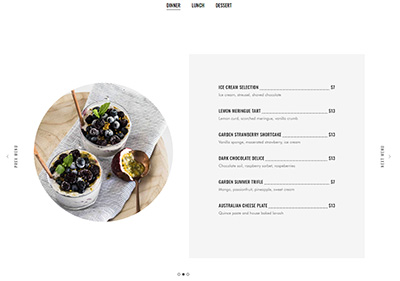 DINNER LUNCH DESSERT
ICE CREAM SELECTION $7
Ice cream, strawed, shaved chocolate
LEMON MERINGUE TART $13
Lemon curd, scorched meringue, vanilla crumb
GARDEN STRAWBERRY SHORTCAKE $13
Vanilla sponge, macerated strawberry, ice cream
DARK CHOCOLATE DELICE $13
Chocolate soil, raspberry sorbet, raspberries
GARDEN SUMMER TRIFLE $7
Mango, passionfruit, pineapple, sweet cream
AUSTRALIAN CHEESE PLATE $13
Quince paste and house-baked lavosh
PREV MENU
NEXT MENU